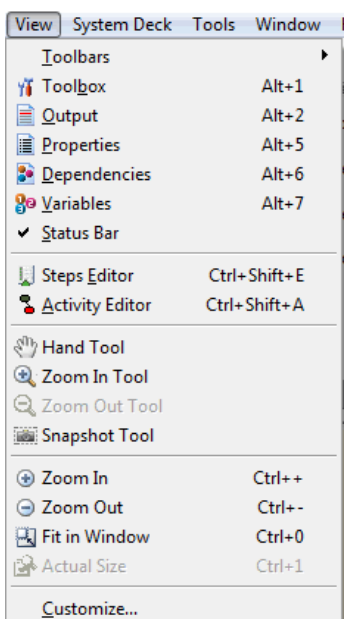 View System Deck Tools Window
Toolbars
Toolbox Alt+1
Output Alt+2
Properties Alt+5
Dependencies Alt+6
Variables Alt+7
Status Bar
Steps Editor Ctrl+Shift+E
Activity Editor Ctrl+Shift+A
Hand Tool
Zoom In Tool
Zoom Out Tool
Snapshot Tool
Zoom In Ctrl++
Zoom Out Ctrl+-
Fit in Window Ctrl+0
Actual Size Ctrl+1
Customize...